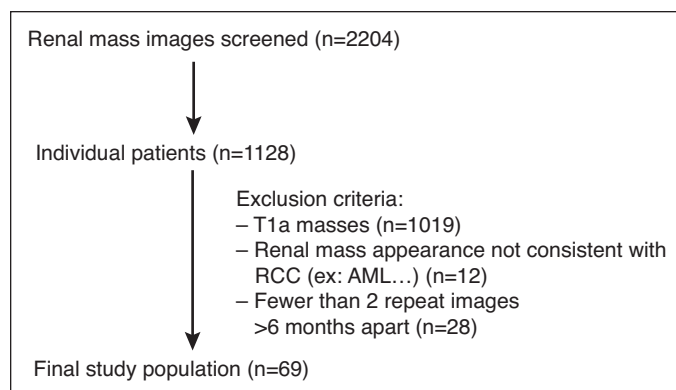 Renal mass images screened (n=2204)
Individual patients (n=1128)
Exclusion criteria:
– T1a masses (n=1019)
– Renal mass appearance not consistent with
RCC (ex: AML…) (n=12)
– Fewer than 2 repeat images
>6 months apart (n=28)
Final study population (n=69)